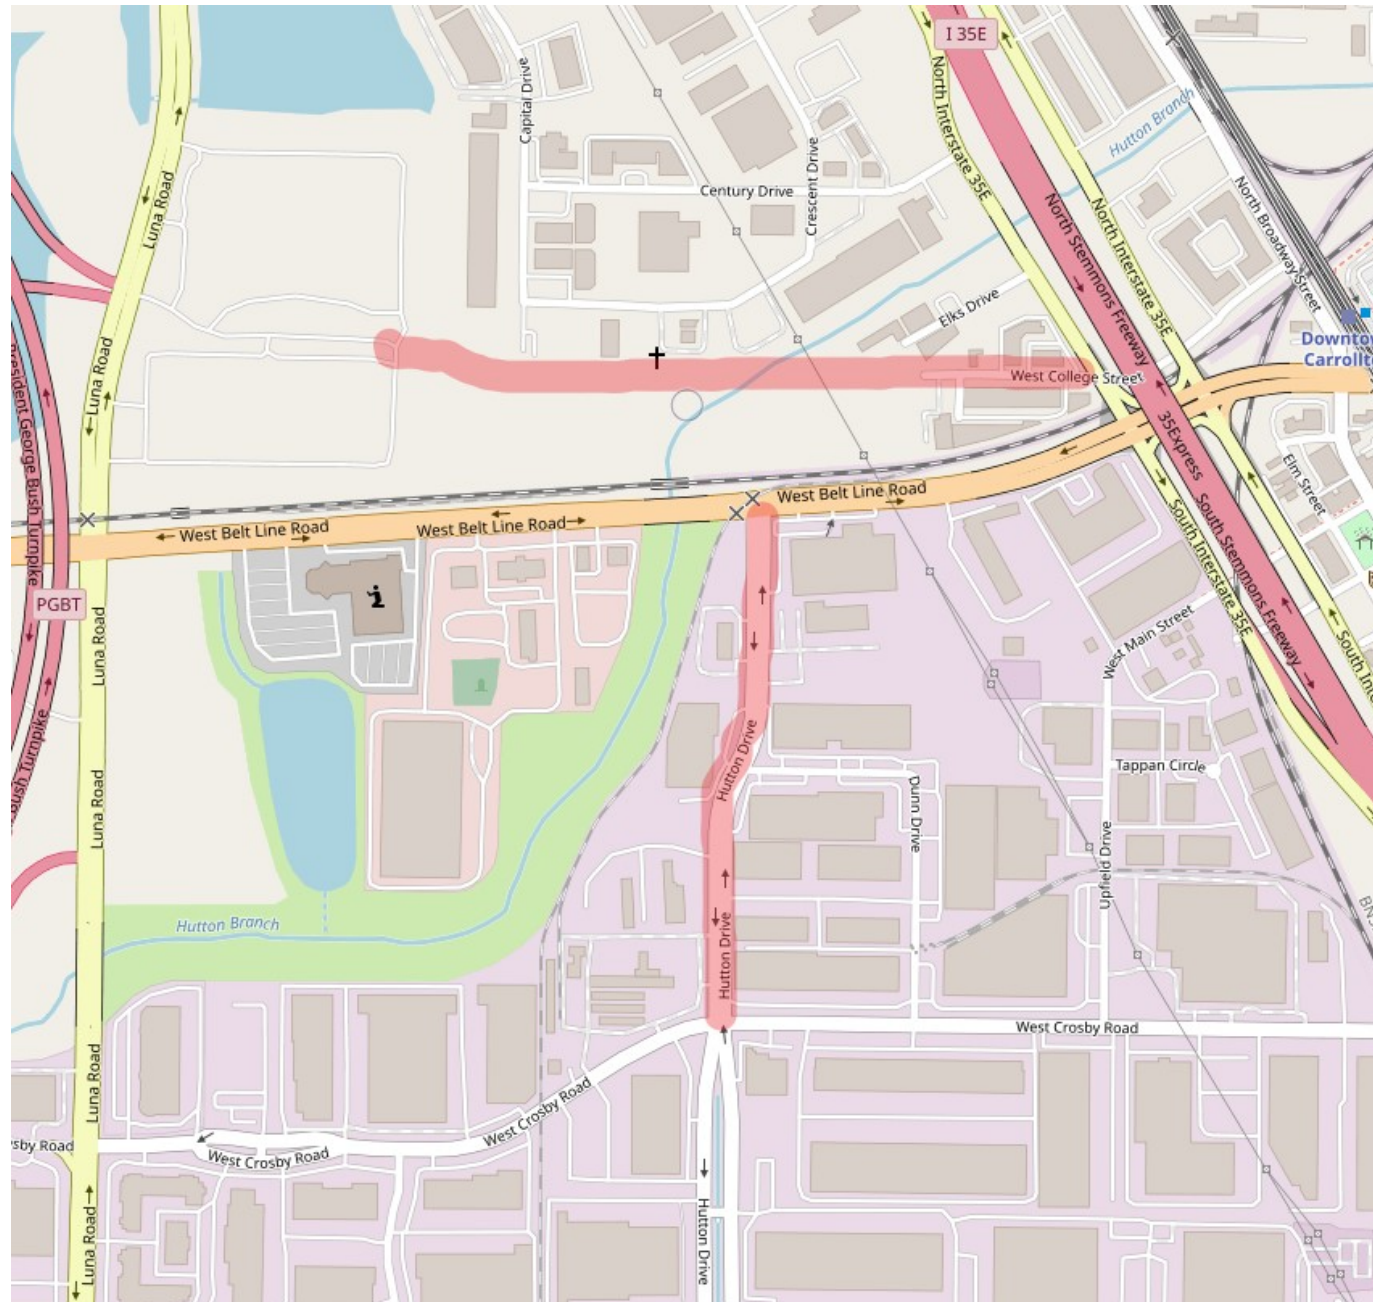 I 35E
Capital Drive
North Interstate 35E
Hutton Branch
Crescent Drive
Century Drive
Luna Road
North Stemmons Freeway
North Interstate 35E
North Broadway Street
Elks Drive
Luna Road
West College Street
35Express
Elm Street
President George Bush Turnpike
West Belt Line Road
West Belt Line Road
West Belt Line Road
South Interstate 35E
South Stemmons Freeway
PGBT
Luna Road
West Main Street
Hutton Drive
Tappan Circle
Luna Road
Dunn Drive
Upfield Drive
Hutton Branch
Hutton Drive
West Crosby Road
Luna Road
West Crosby Road
West Crosby Road
Luna Road
Hutton Drive